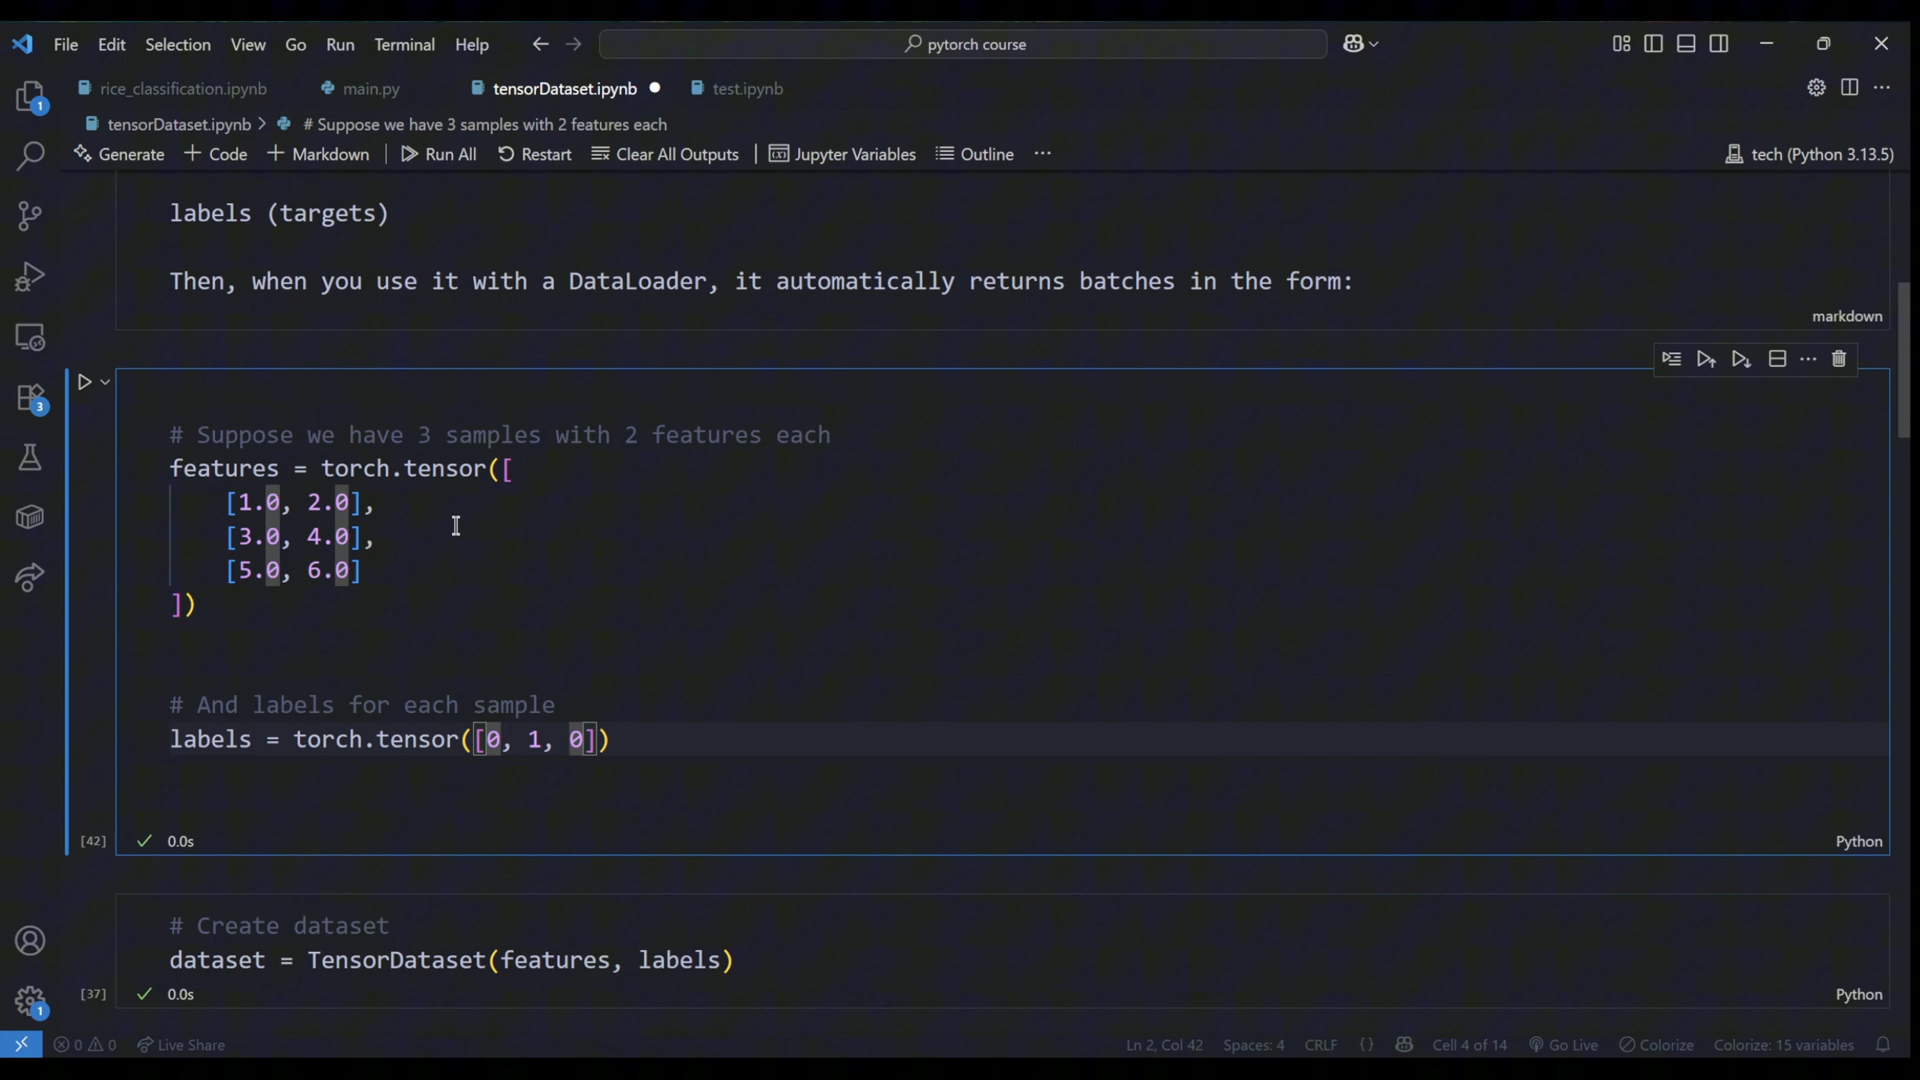 File Edit Selection View Go Run Terminal Help pytorch course
rice_classification.ipynb main.py tensorDataset.ipynb test.ipynb
1
tensorDataset.ipynb > # Suppose we have 3 samples with 2 features each
Generate + Code + Markdown Run All Restart Clear All Outputs Jupyter Variables Outline ... tech (Python 3.13.5)
labels (targets)
Then, when you use it with a DataLoader, it automatically returns batches in the form:
markdown
3
# Suppose we have 3 samples with 2 features each
features = torch.tensor([
[1.0, 2.0],
[3.0, 4.0],
[5.0, 6.0]
])
# And labels for each sample
labels = torch.tensor([0, 1, 0])
[42] 0.0s Python
# Create dataset
dataset = TensorDataset(features, labels)
[37] 0.0s Python
1
0 0 Live Share Ln 2, Col 42 Spaces: 4 CRLF {} Cell 4 of 14 Go Live Colorize Colorize: 15 variables